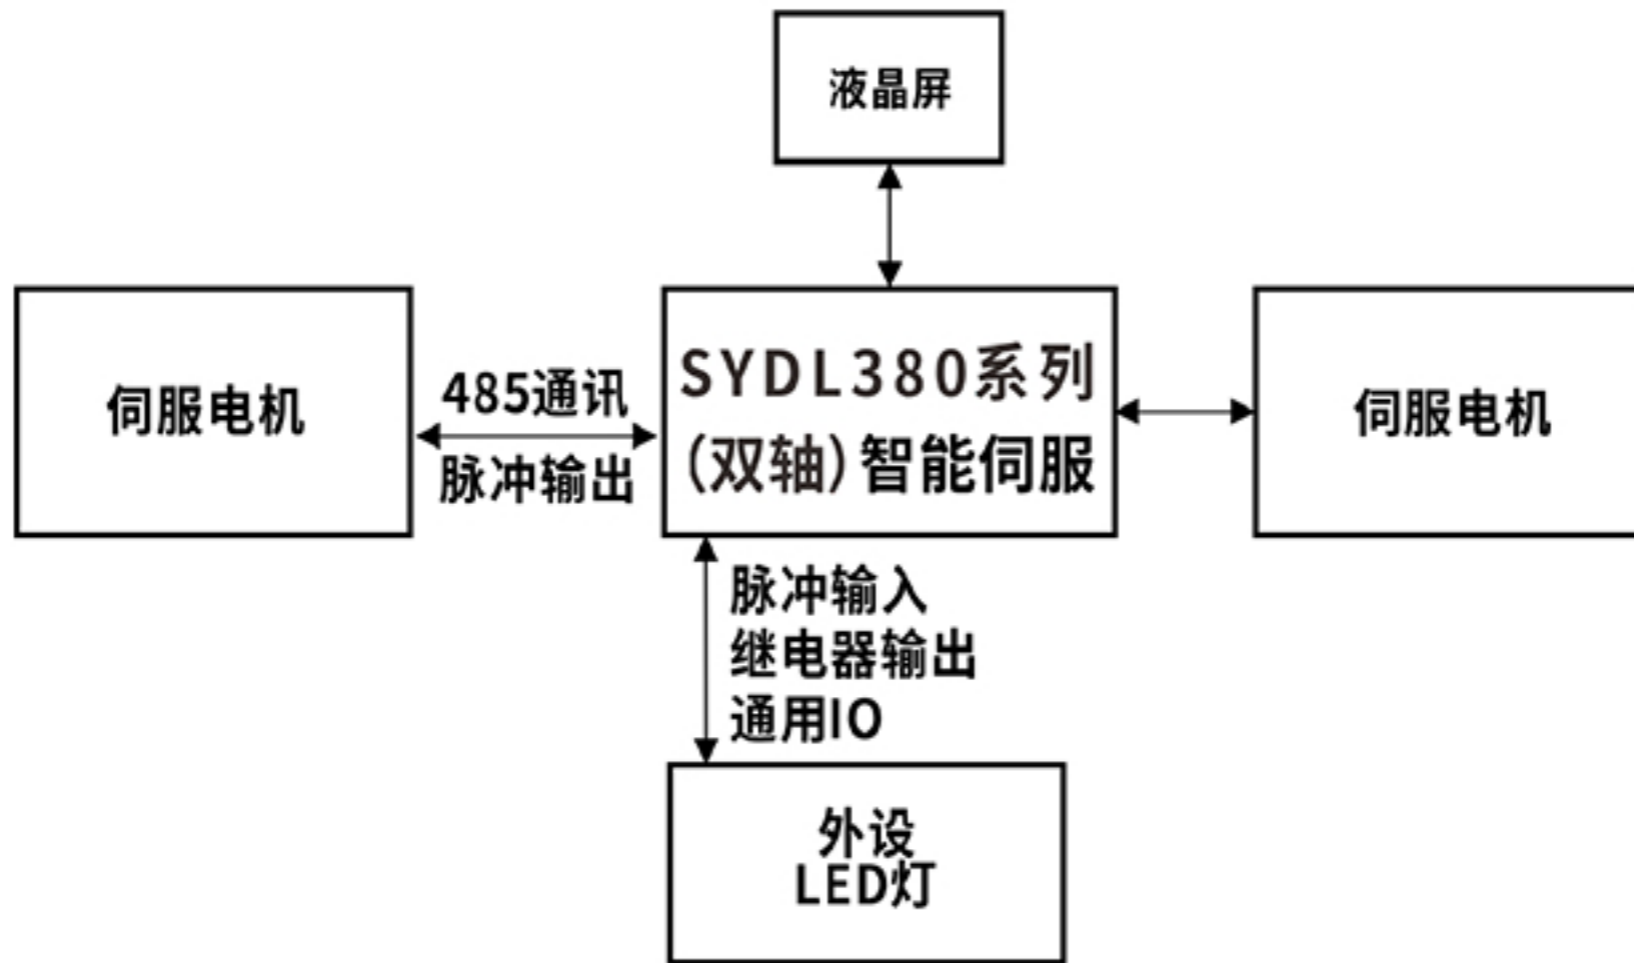 液晶屏
伺服电机
485通讯
脉冲输出
SYDL380系列
(双轴)智能伺服
伺服电机
脉冲输入
继电器输出
通用IO
外设
LED灯